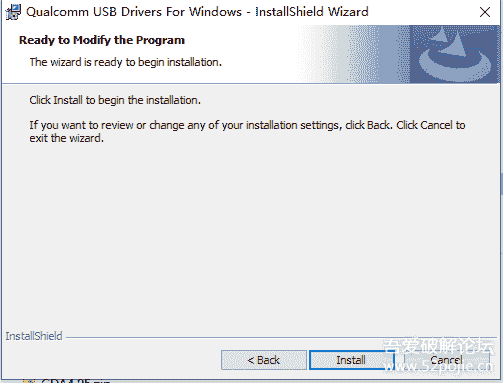 Qualcomm USB Drivers For Windows - InstallShield Wizard
Ready to Modify the Program
The wizard is ready to begin installation.
Click Install to begin the installation.
If you want to review or change any of your installation settings, click Back. Click Cancel to
exit the wizard.
InstallShield
吾爱破解论坛
< Back
Install
Cancel
www.52pojie.cn